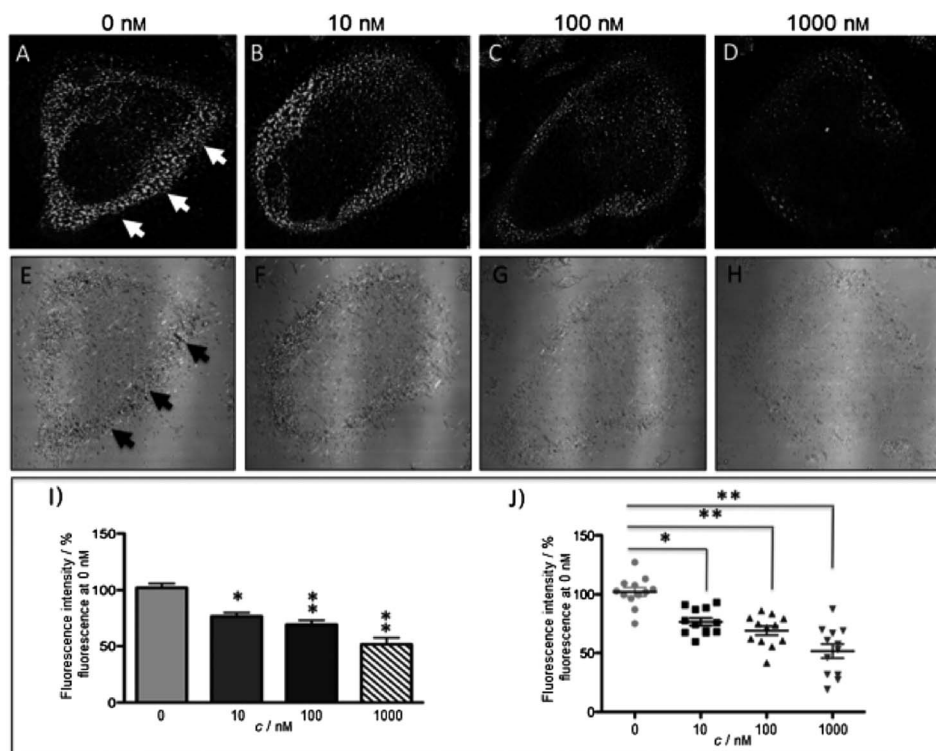 0 nM 10 nM 100 nM 1000 nM
A B C D
E F G H
I)
Fluorescence intensity / %
fluorescence at 0 nM
150
100
50
0
* ** **
0 10 100 1000
c / nM
J)
Fluorescence intensity / %
fluorescence at 0 nM
150
100
50
0
**
**
*
0 10 100 1000
c / nM